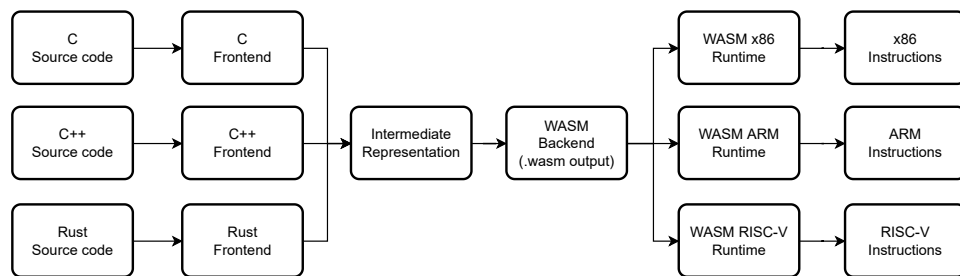 C
Source code
C
Frontend
WASM x86
Runtime
x86
Instructions
C++
Source code
C++
Frontend
Intermediate
Representation
WASM
Backend
(.wasm output)
WASM ARM
Runtime
ARM
Instructions
Rust
Source code
Rust
Frontend
WASM RISC-V
Runtime
RISC-V
Instructions